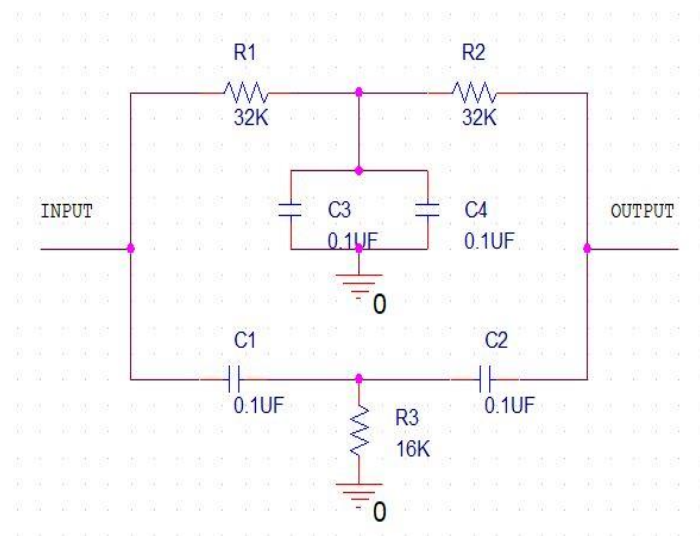 R1
32K
R2
32K
INPUT
C3
0.1UF
C4
0.1UF
OUTPUT
0
C1
0.1UF
C2
0.1UF
R3
16K
0